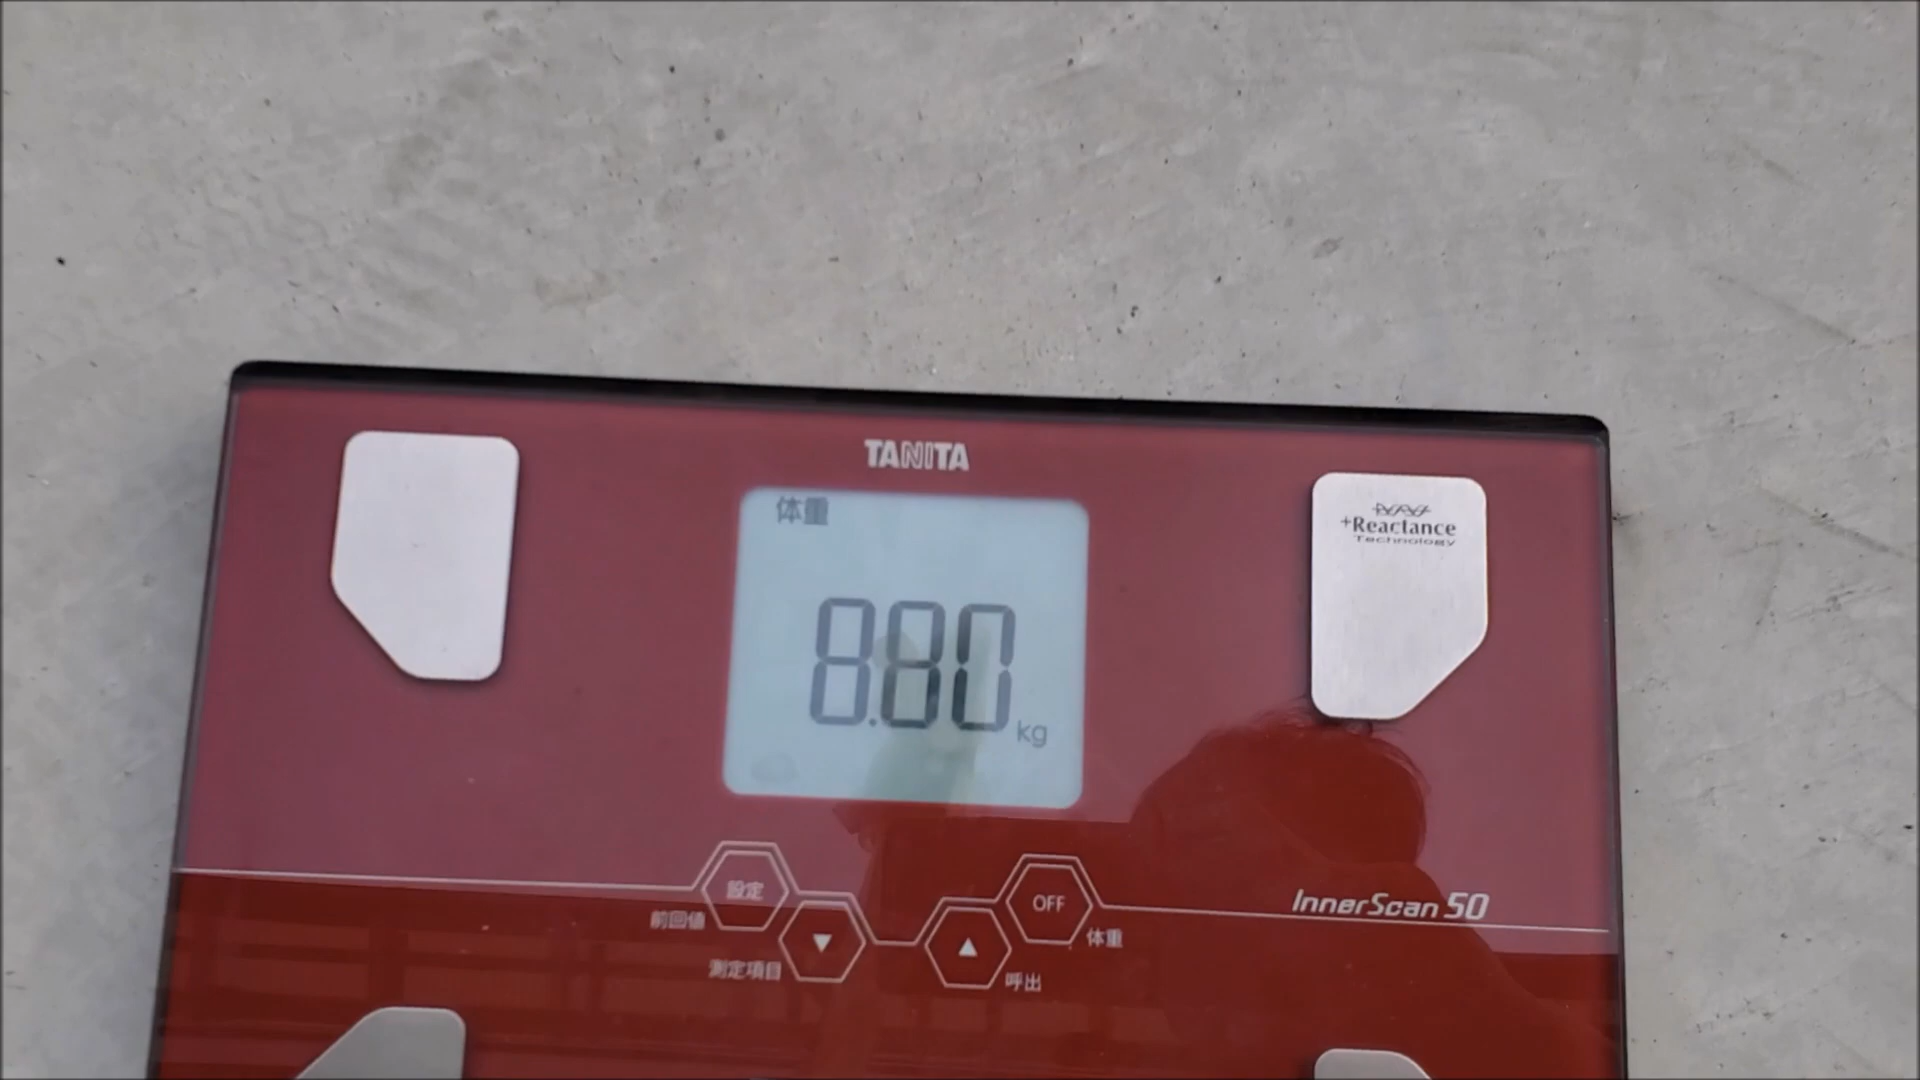 TANITA
体重
8.80 kg
+Reactance
Technology
設定
前回値
OFF
体重
InnerScan 50
▼
測定項目
▲
呼出